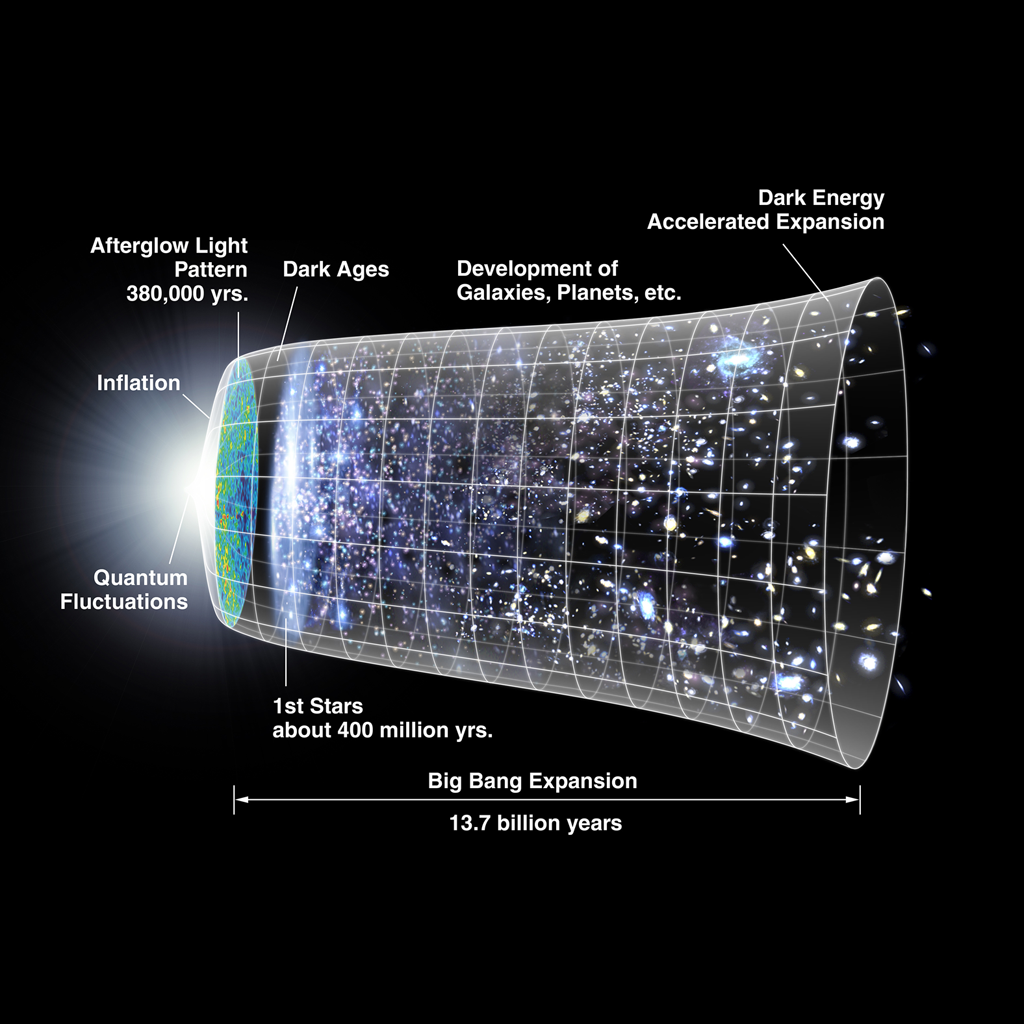 Dark Energy
Accelerated Expansion
Afterglow Light
Pattern
380,000 yrs.
Dark Ages
Development of
Galaxies, Planets, etc.
Inflation
Quantum
Fluctuations
1st Stars
about 400 million yrs.
Big Bang Expansion
13.7 billion years